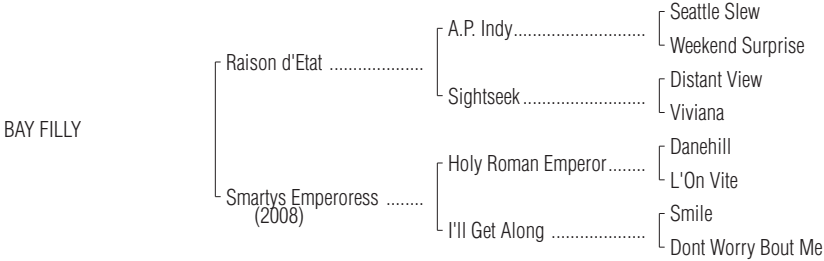 Seattle Slew
A.P. Indy..............................
Weekend Surprise
Raison d'Etat .....................
Distant View
Sightseek............................
Viviana
BAY FILLY
Danehill
Holy Roman Emperor........
L'On Vite
Smartys Emperoress ........
(2008)
Smile
I'll Get Along .....................
Dont Worry Bout Me